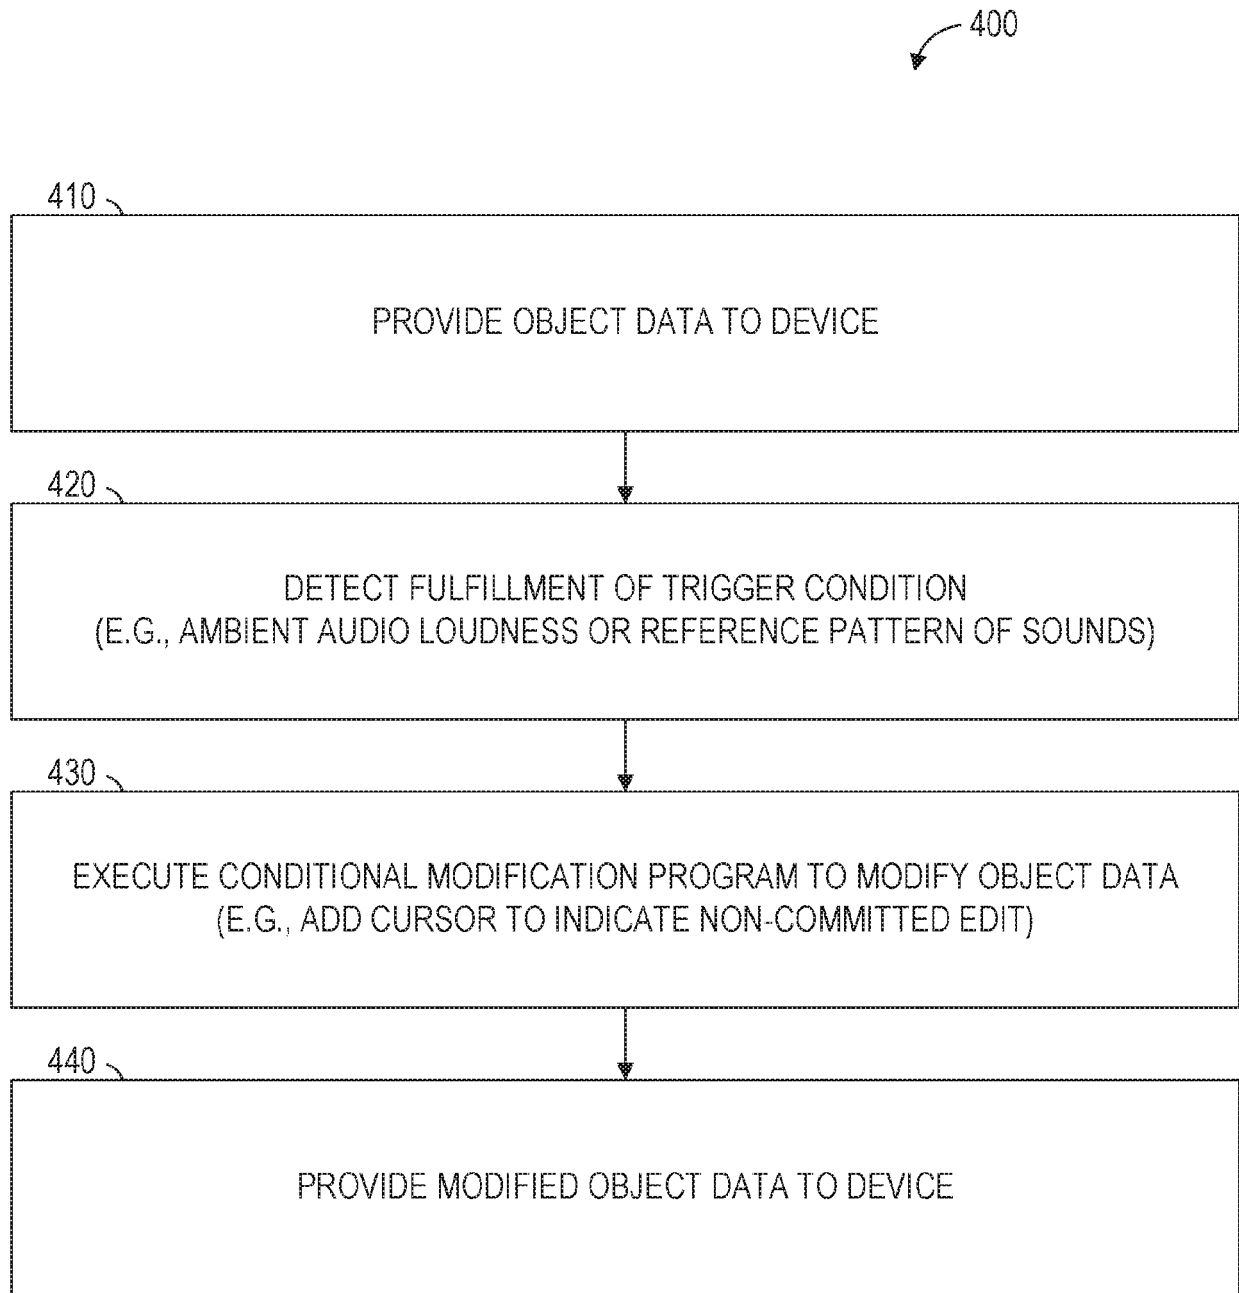 400
410
PROVIDE OBJECT DATA TO DEVICE
420
DETECT FULFILLMENT OF TRIGGER CONDITION
(E.G., AMBIENT AUDIO LOUDNESS OR REFERENCE PATTERN OF SOUNDS)
430
EXECUTE CONDITIONAL MODIFICATION PROGRAM TO MODIFY OBJECT DATA
(E.G., ADD CURSOR TO INDICATE NON-COMMITTED EDIT)
440
PROVIDE MODIFIED OBJECT DATA TO DEVICE